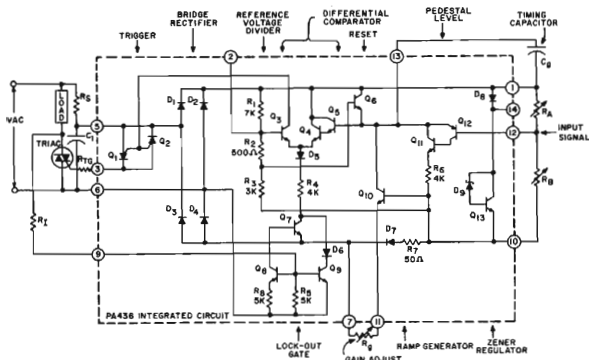 BRIDGE RECTIFIER
REFERENCE VOLTAGE DIVIDER
DIFFERENTIAL COMPARATOR
PEDESTAL LEVEL
TIMING CAPACITOR
TRIGGER
RESET
2
13
Cg
1
D8
14
RS
D1
D2
R1
7K
Q3
Q4
Q5
Q6
Q12
RA
LOAD
VAC
5
C1
Q1
Q2
R2
500Ω
D5
Q11
12
INPUT SIGNAL
TRIAC
RTG
3
6
R3
3K
R4
4K
R6
4K
Q10
D9
Q13
RB
D3
D4
Q7
RI
D7
R7
50Ω
10
9
D6
Q8
Q9
R8
5K
R5
5K
PA436 INTEGRATED CIRCUIT
7
11
Rg
LOCK-OUT GATE
GAIN ADJUST
RAMP GENERATOR
ZENER REGULATOR